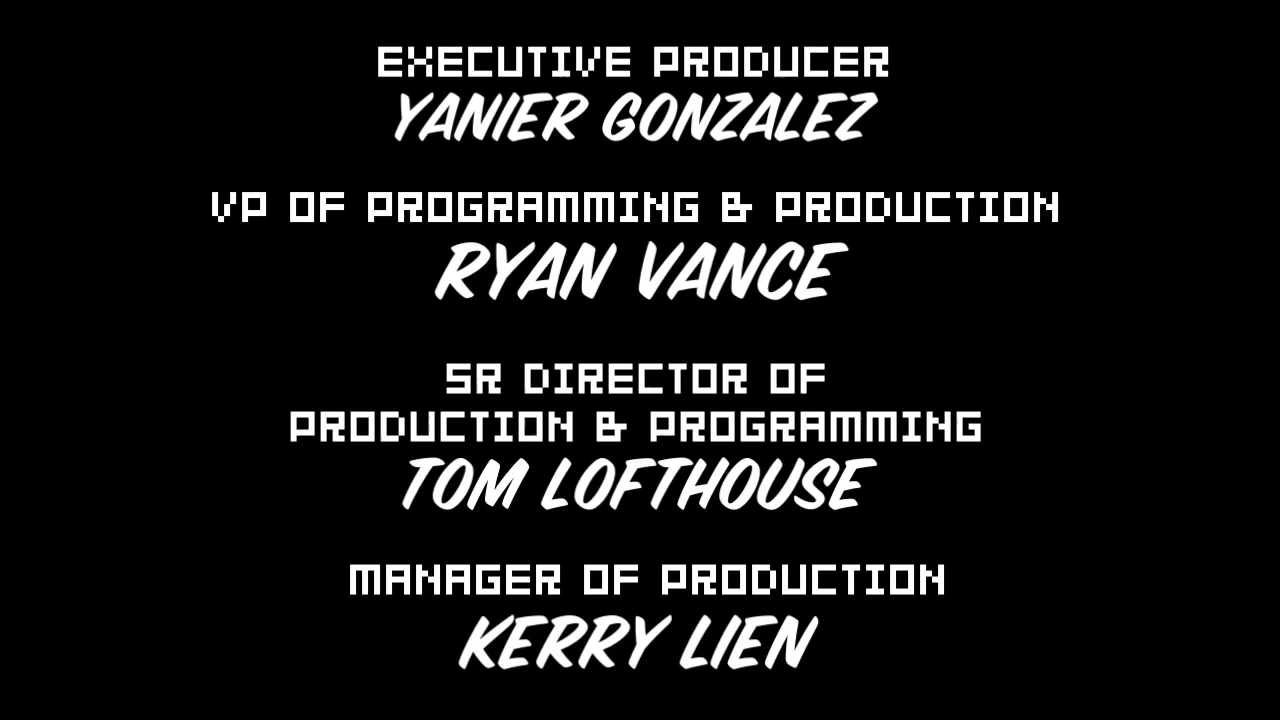 EXECUTIVE PRODUCER
YANIER GONZALEZ
VP OF PROGRAMMING & PRODUCTION
RYAN VANCE
SR DIRECTOR OF
PRODUCTION & PROGRAMMING
TOM LOFTHOUSE
MANAGER OF PRODUCTION
KERRY LIEN